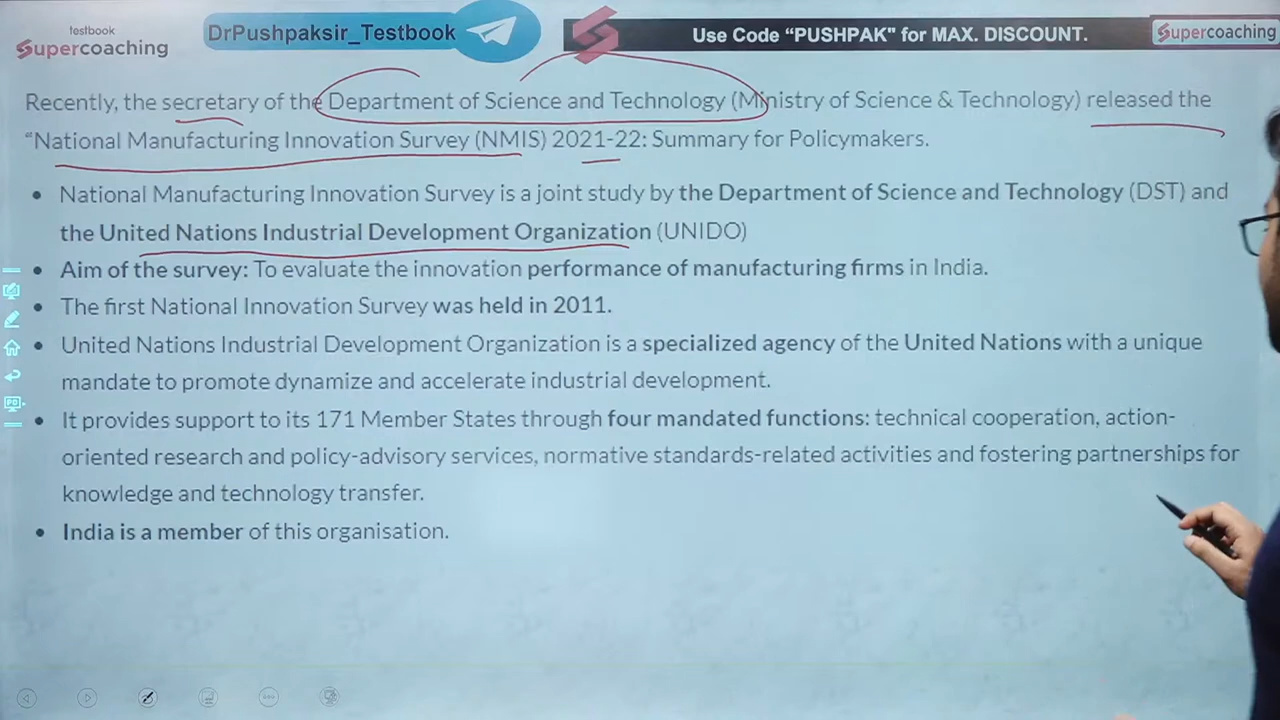 testbook
Supercoaching
DrPushpaksir_Testbook
Use Code “PUSHPAK" for MAX. DISCOUNT.
Supercoaching
Recently, the secretary of the Department of Science and Technology (Ministry of Science & Technology) released the
“National Manufacturing Innovation Survey (NMIS) 2021-22: Summary for Policymakers.
• National Manufacturing Innovation Survey is a joint study by the Department of Science and Technology (DST) and
the United Nations Industrial Development Organization (UNIDO)
• Aim of the survey: To evaluate the innovation performance of manufacturing firms in India.
• The first National Innovation Survey was held in 2011.
• United Nations Industrial Development Organization is a specialized agency of the United Nations with a unique
mandate to promote dynamize and accelerate industrial development.
• It provides support to its 171 Member States through four mandated functions: technical cooperation, action-
oriented research and policy-advisory services, normative standards-related activities and fostering partnerships for
knowledge and technology transfer.
• India is a member of this organisation.